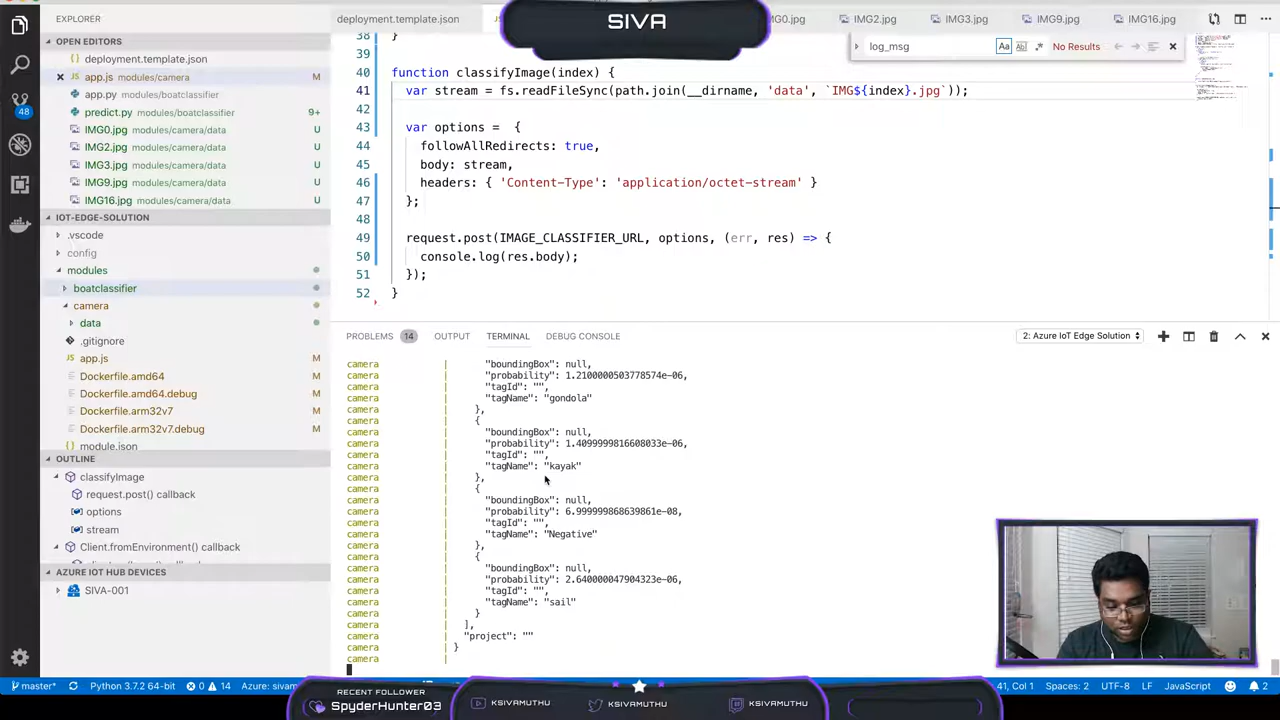 EXPLORER
OPEN EDITORS
deployment.template.json
app.js modules/camera M
app.py modules/boatclassifier
predict.py modules/boatclassifier 9+
IMG0.jpg modules/camera/data U
IMG2.jpg modules/camera/data U
IMG3.jpg modules/camera/data U
IMG9.jpg modules/camera/data U
IMG16.jpg modules/camera/data U
48
IOT-EDGE-SOLUTION
.vscode
config
modules
boatclassifier
camera
data
.gitignore
app.js M
Dockerfile.amd64 M
Dockerfile.amd64.debug M
Dockerfile.arm32v7 M
Dockerfile.arm32v7.debug M
module.json
OUTLINE
classifyImage
request.post() callback
options
stream
Client.fromEnvironment() callback
AZURE IOT HUB DEVICES
SIVA-001
deployment.template.json
SIVA
G0.jpg
IMG2.jpg
IMG3.jpg
IMG9.jpg
IMG16.jpg
log_msg
Aa
No Results
38 }
39
40 function classifyImage(index) {
41 var stream = fs.readFileSync(path.join(__dirname, 'data', `IMG${index}.jpg`));
42
43 var options = {
44 followAllRedirects: true,
45 body: stream,
46 headers: { 'Content-Type': 'application/octet-stream' }
47 };
48
49 request.post(IMAGE_CLASSIFIER_URL, options, (err, res) => {
50 console.log(res.body);
51 });
52 }
PROBLEMS 14 OUTPUT TERMINAL DEBUG CONSOLE
2: Azure IoT Edge Solution
camera | "boundingBox": null,
camera | "probability": 1.2100000503778574e-06,
camera | "tagId": "",
camera | "tagName": "gondola"
camera | },
camera | {
camera | "boundingBox": null,
camera | "probability": 1.4099999816608033e-06,
camera | "tagId": "",
camera | "tagName": "kayak"
camera | },
camera | {
camera | "boundingBox": null,
camera | "probability": 6.999999868639861e-08,
camera | "tagId": "",
camera | "tagName": "Negative"
camera | },
camera | {
camera | "boundingBox": null,
camera | "probability": 2.640000047904323e-06,
camera | "tagId": "",
camera | "tagName": "sail"
camera | }
camera | ],
camera | "project": ""
camera | }
camera |
master* Python 3.7.2 64-bit 0 14 Azure: sivam
41, Col 1 Spaces: 2 UTF-8 LF JavaScript 2
RECENT FOLLOWER
SpyderHunter03
KSIVAMUTHU
KSIVAMUTHU
KSIVAMUTHU